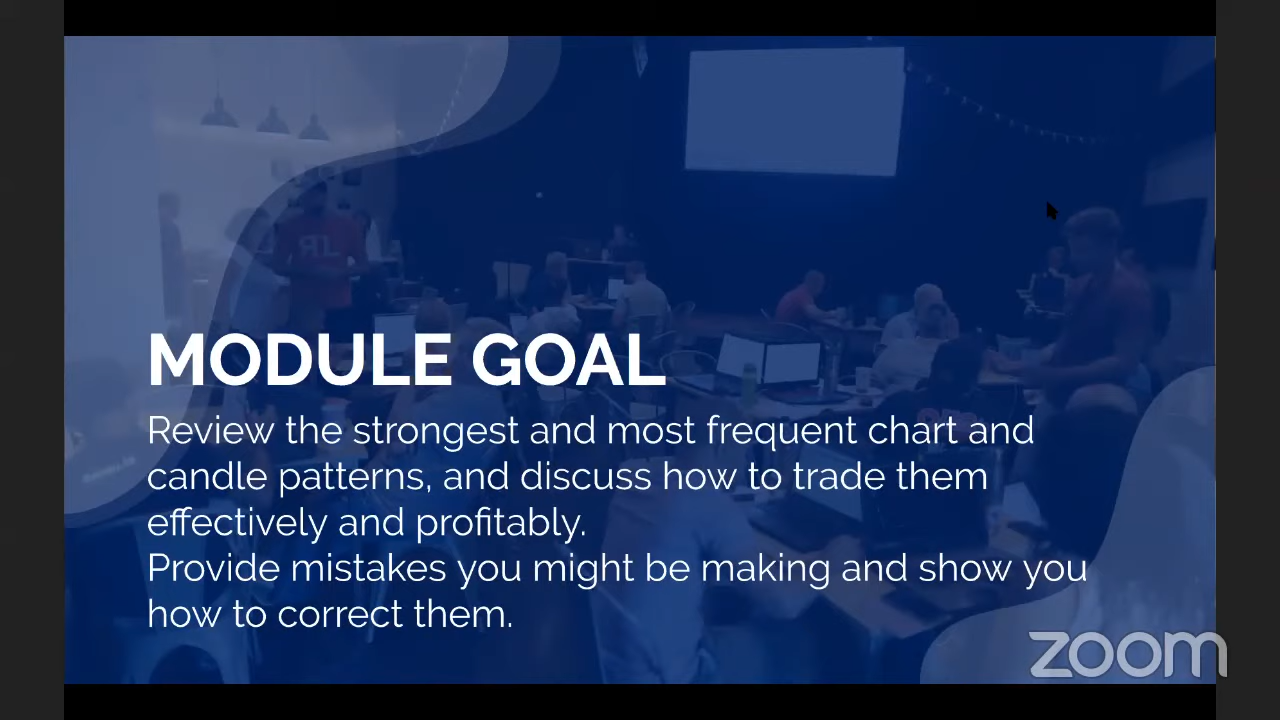 MODULE GOAL
Review the strongest and most frequent chart and
candle patterns, and discuss how to trade them
effectively and profitably.
Provide mistakes you might be making and show you
how to correct them.
zoom